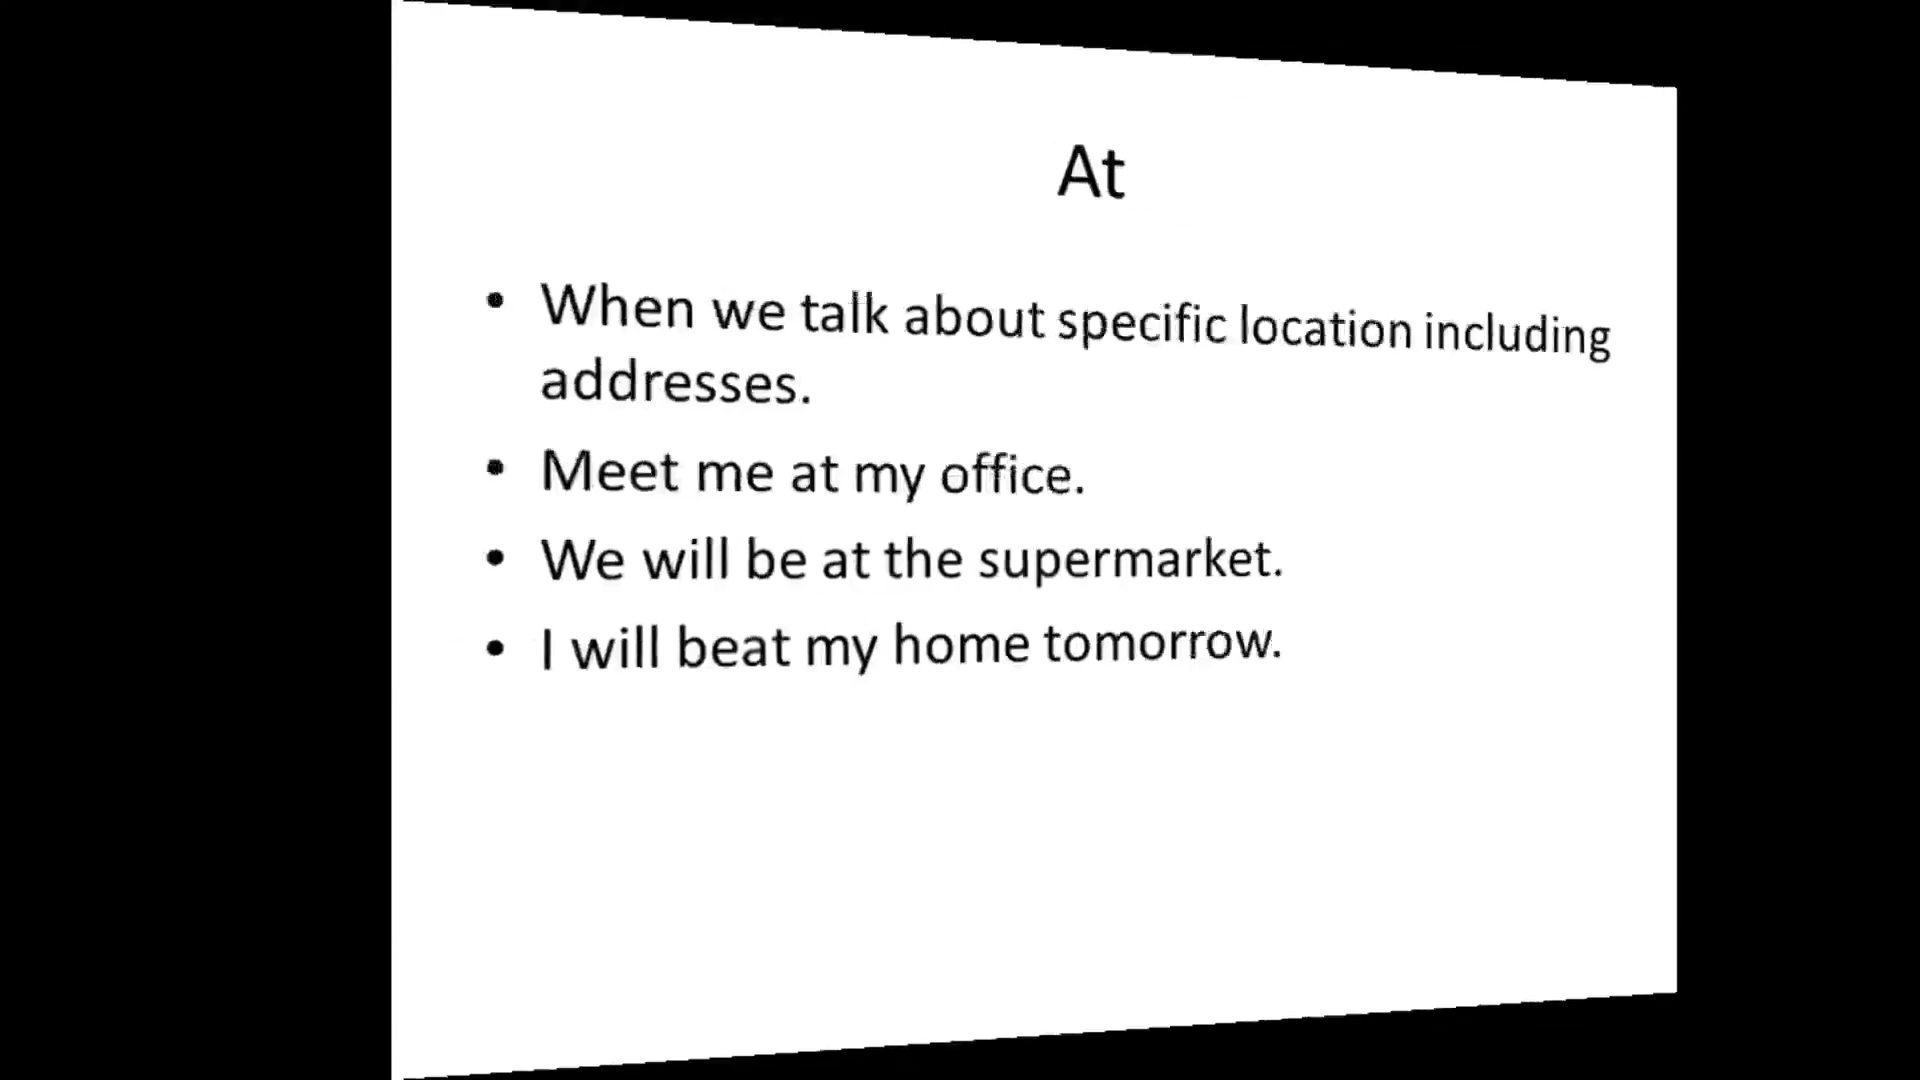 At
• When we talk about specific location including
addresses.
• Meet me at my office.
• We will be at the supermarket.
• I will beat my home tomorrow.